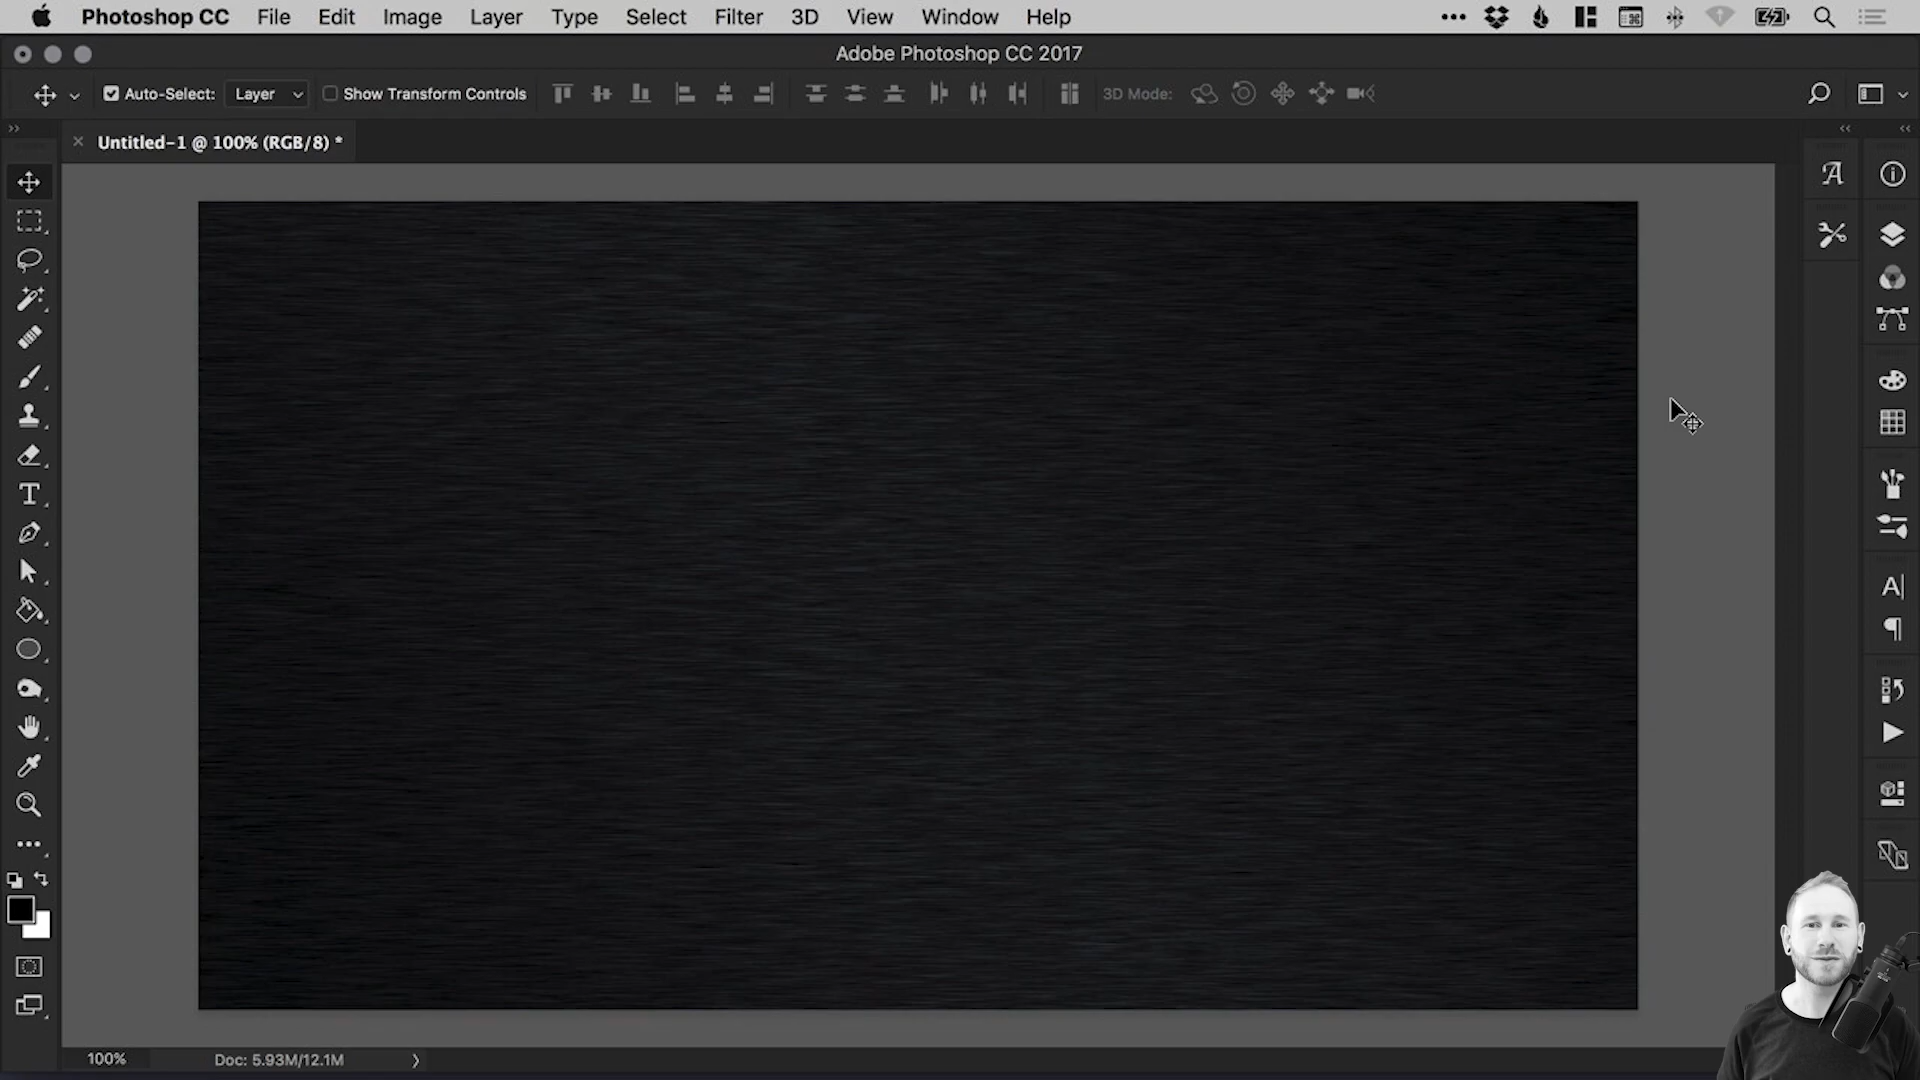 Photoshop CC File Edit Image Layer Type Select Filter 3D View Window Help
Adobe Photoshop CC 2017
Auto-Select: Layer Show Transform Controls 3D Mode:
Untitled-1 @ 100% (RGB/8) *
100% Doc: 5.93M/12.1M